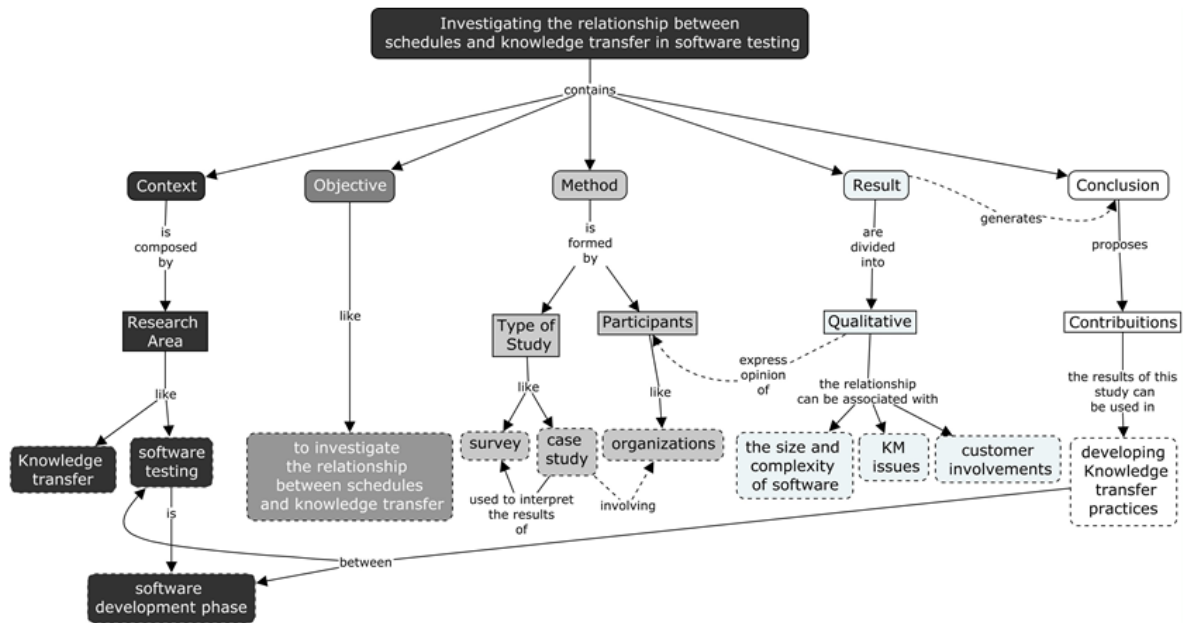 Investigating the relationship between
schedules and knowledge transfer in software testing
contains
Context
Objective
Method
Result
Conclusion
generates
is
composed
by
is
formed
by
are
divided
into
proposes
like
Research
Area
Type of
Study
Participants
Qualitative
Contribuitions
express
opinion
of
like
like
like
the relationship
can be associated with
the results of this
study can
be used in
Knowledge
transfer
software
testing
to investigate
the relationship
between schedules
and knowledge transfer
survey
case
study
organizations
the size and
complexity
of software
KM
issues
customer
involvements
developing
Knowledge
transfer
practices
is
used to interpret
the results
of
involving
between
software
development phase